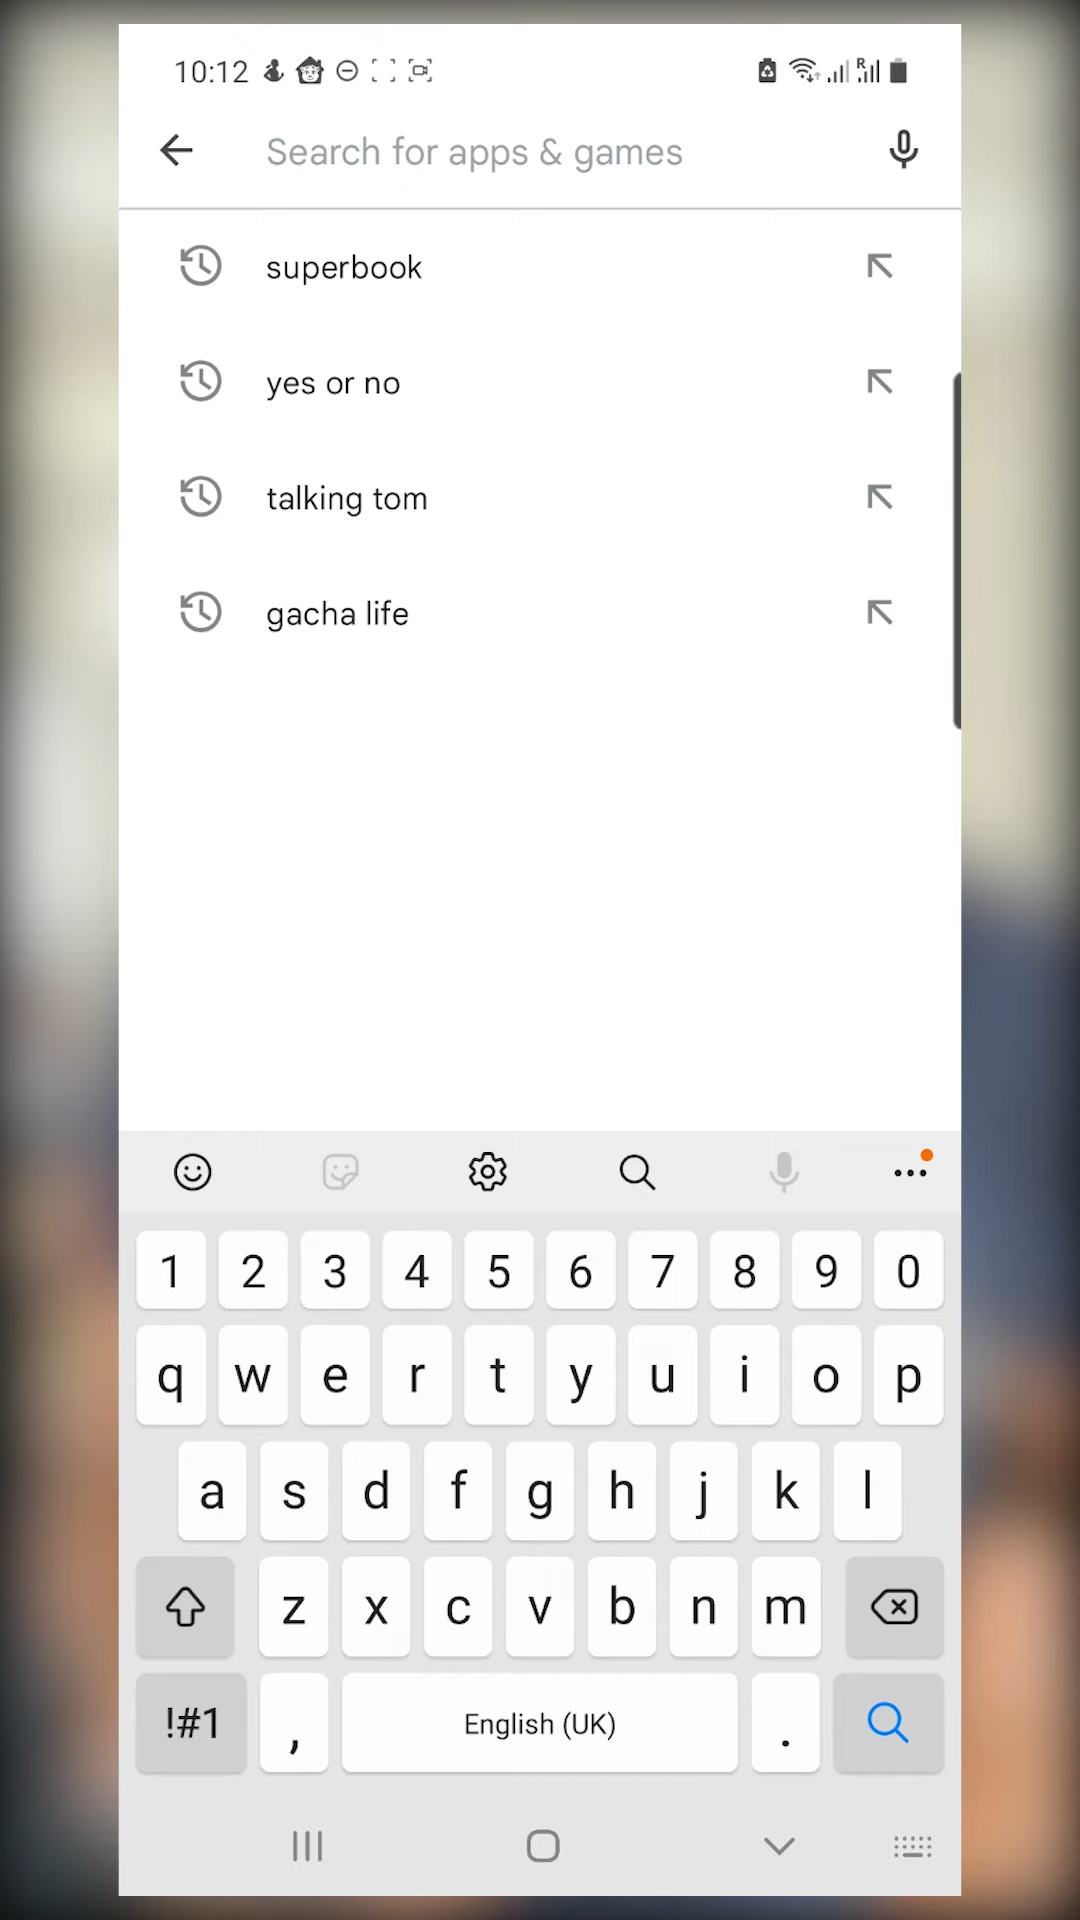 10:12
Search for apps & games
superbook
yes or no
talking tom
gacha life
1 2 3 4 5 6 7 8 9 0
q w e r t y u i o p
a s d f g h j k l
z x c v b n m
!#1 , English (UK) .